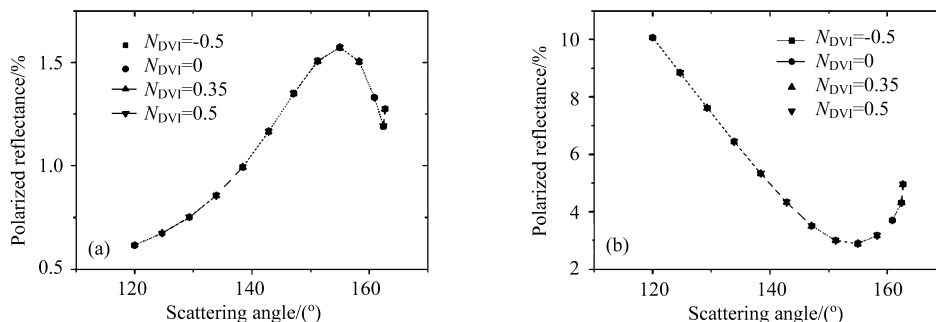 N_DVI=-0.5
N_DVI=0
N_DVI=0.35
N_DVI=0.5
Polarized reflectance/%
1.5
1.0
0.5
(a)
120
140
160
Scattering angle/(º)
N_DVI=-0.5
N_DVI=0
N_DVI=0.35
N_DVI=0.5
Polarized reflectance/%
10
8
6
4
2
(b)
120
140
160
Scattering angle/(º)